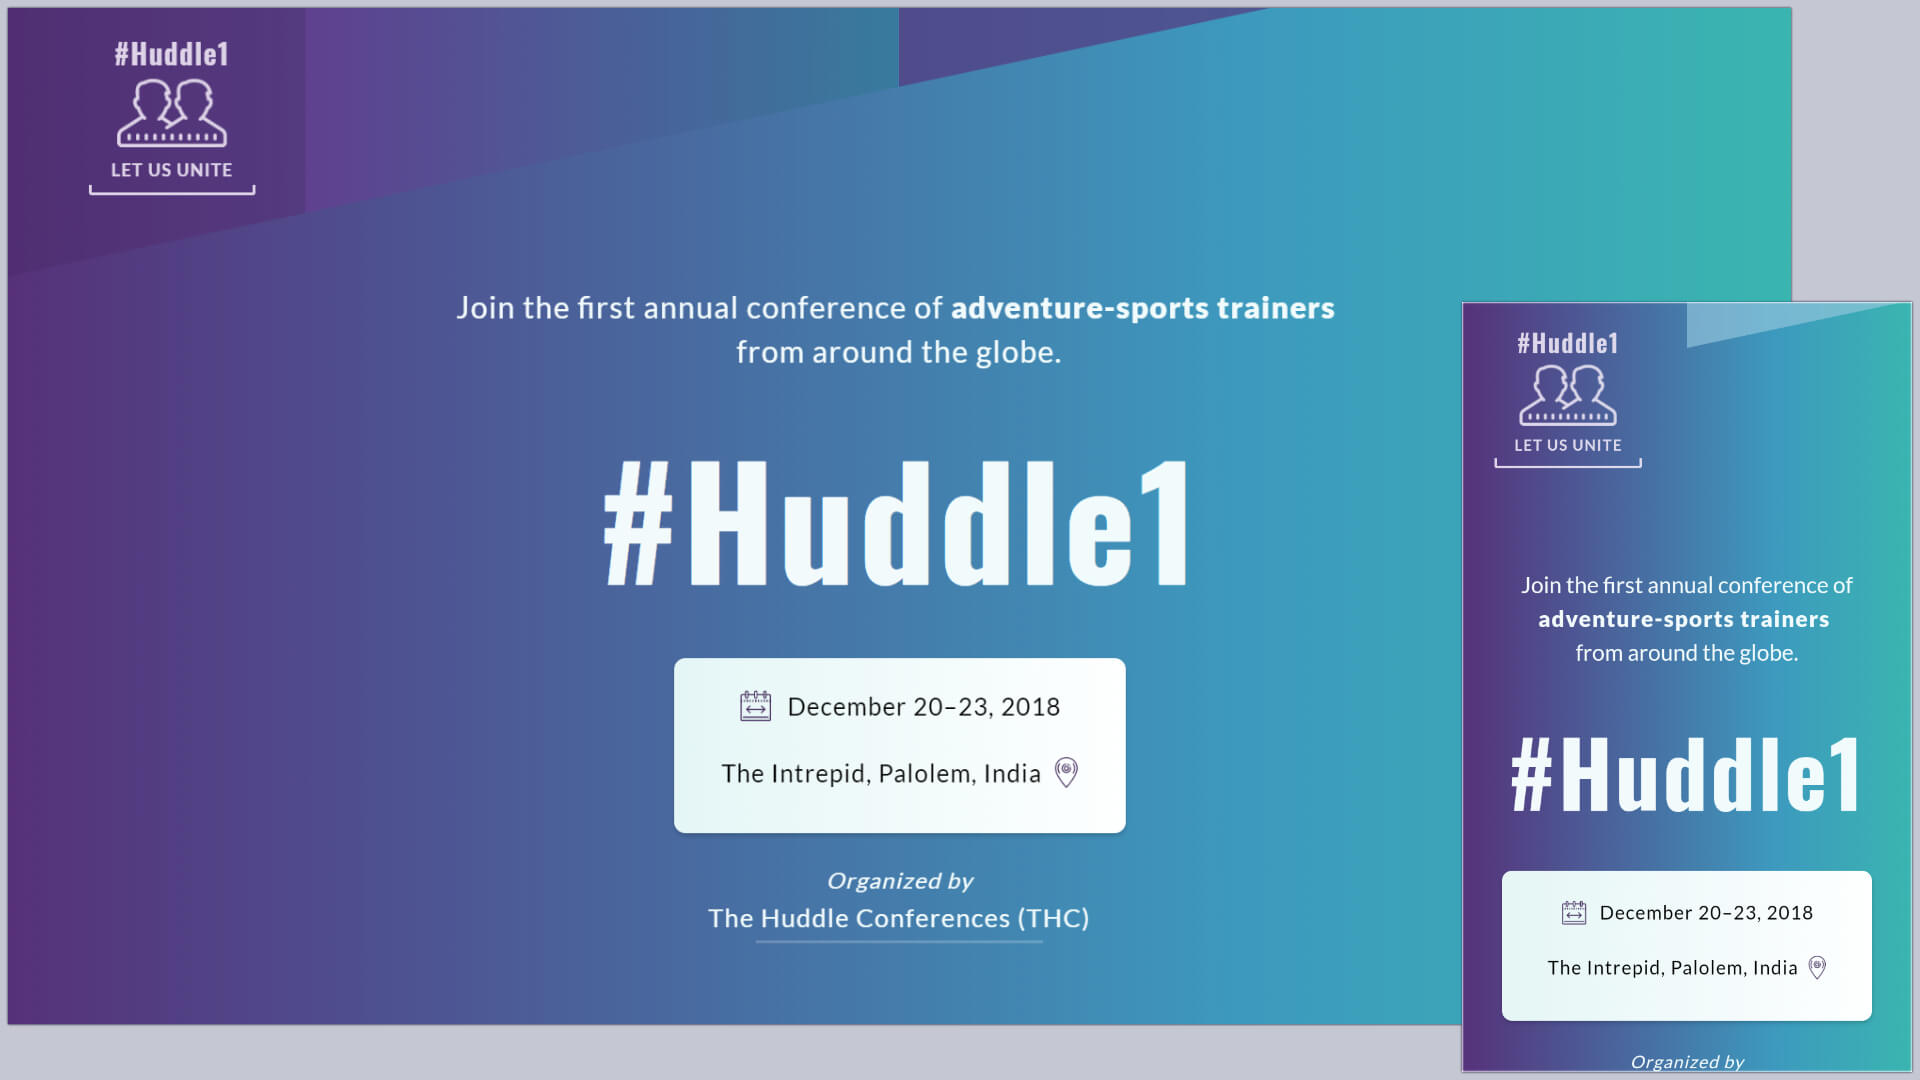 #Huddle1
LET US UNITE
Join the first annual conference of adventure-sports trainers
from around the globe.
#Huddle1
December 20–23, 2018
The Intrepid, Palolem, India
Organized by
The Huddle Conferences (THC)
#Huddle1
LET US UNITE
Join the first annual conference of
adventure-sports trainers
from around the globe.
#Huddle1
December 20–23, 2018
The Intrepid, Palolem, India
Organized by